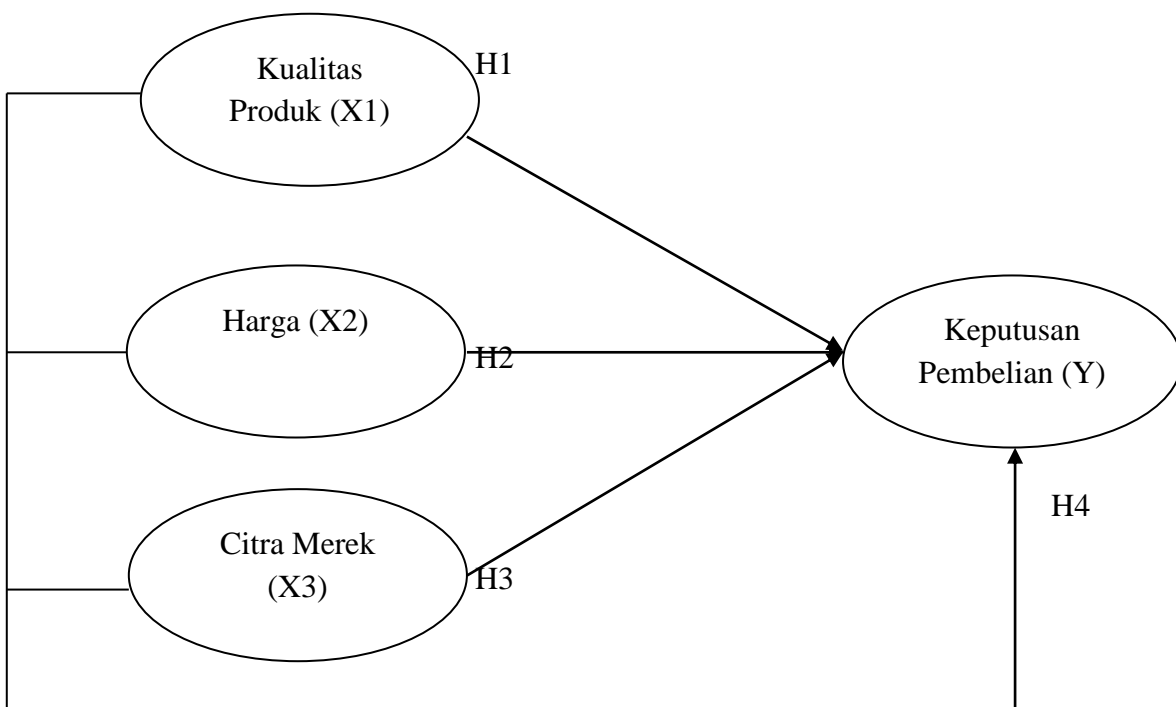 Kualitas
Produk (X1)
H1
Harga (X2)
H2
Keputusan
Pembelian (Y)
Citra Merek
(X3)
H3
H4